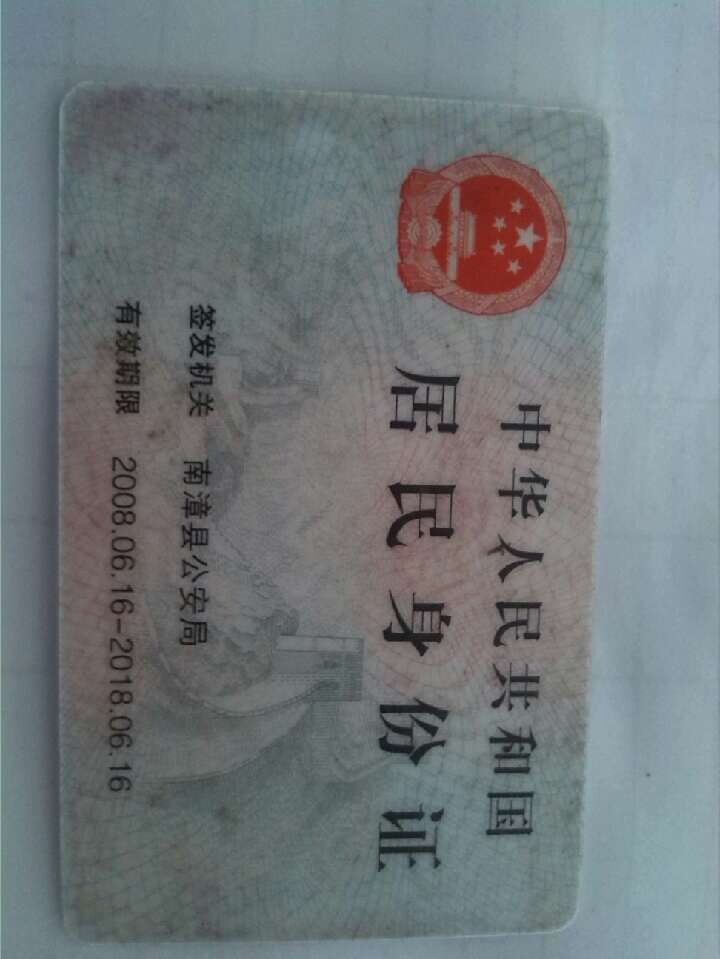 中华人民共和国
居民身份证
签发机关 南漳县公安局
有效期限 2008.06.16-2018.06.16